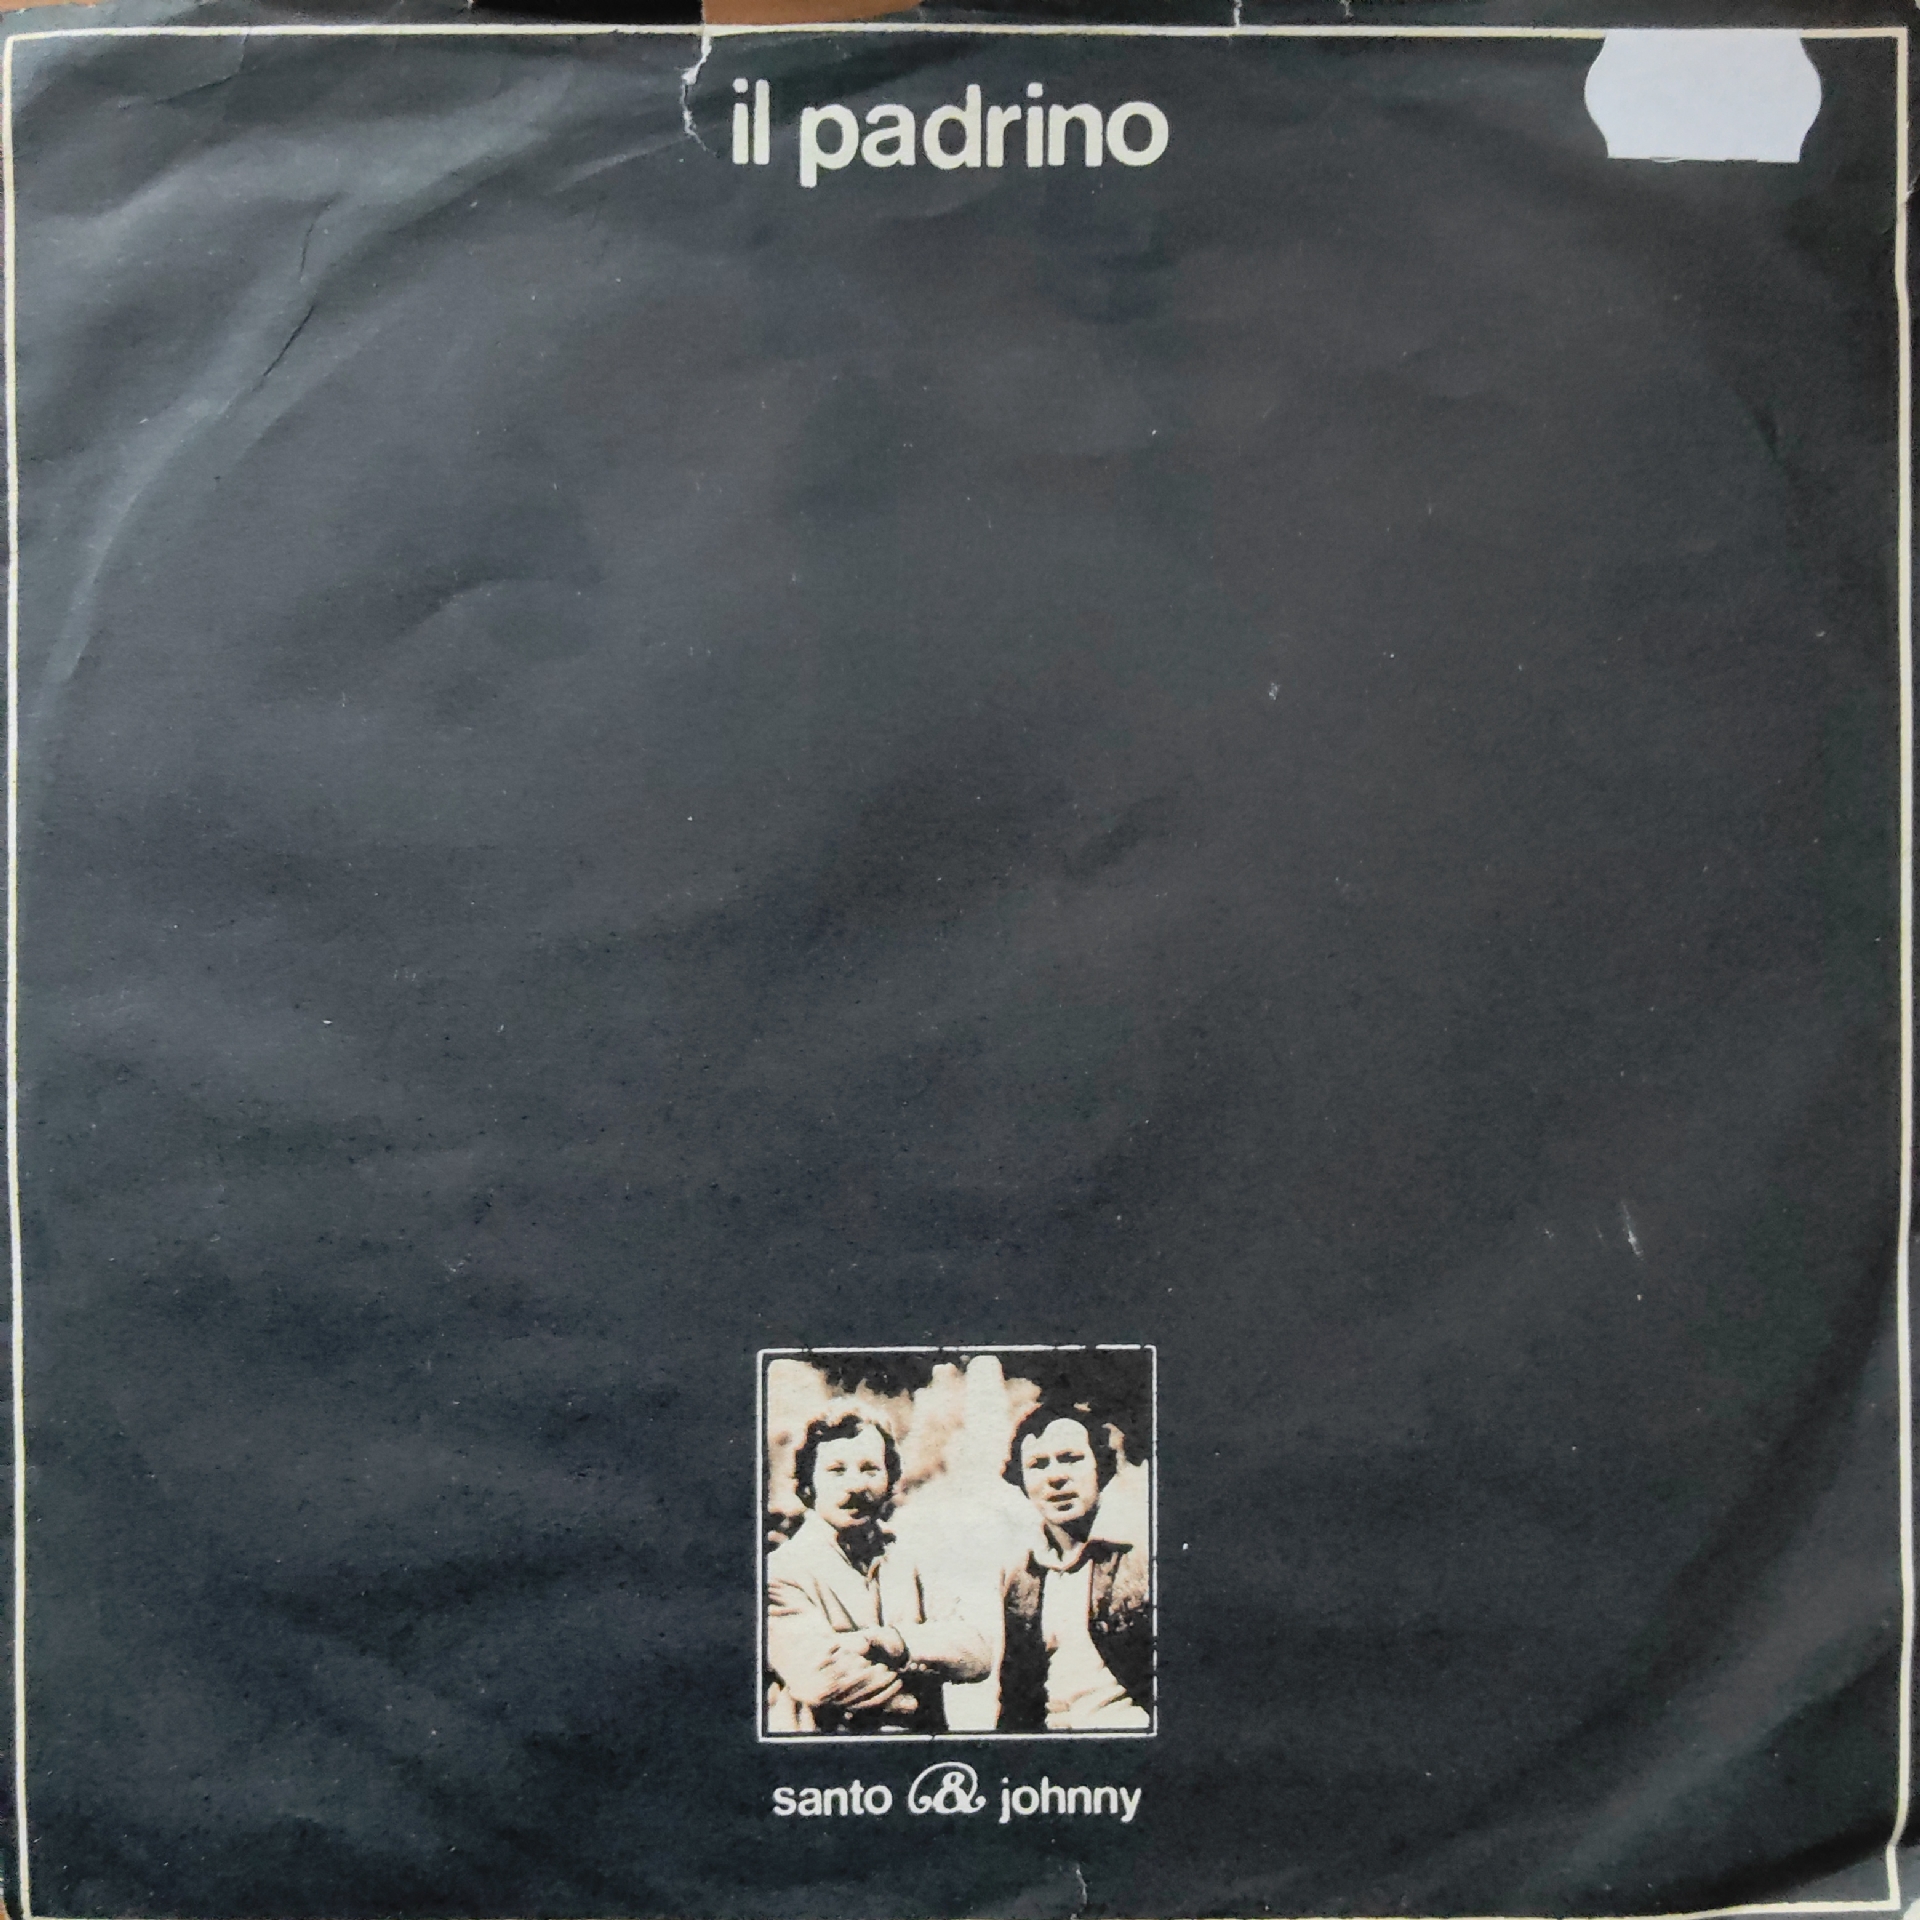 il padrino
santo & johnny